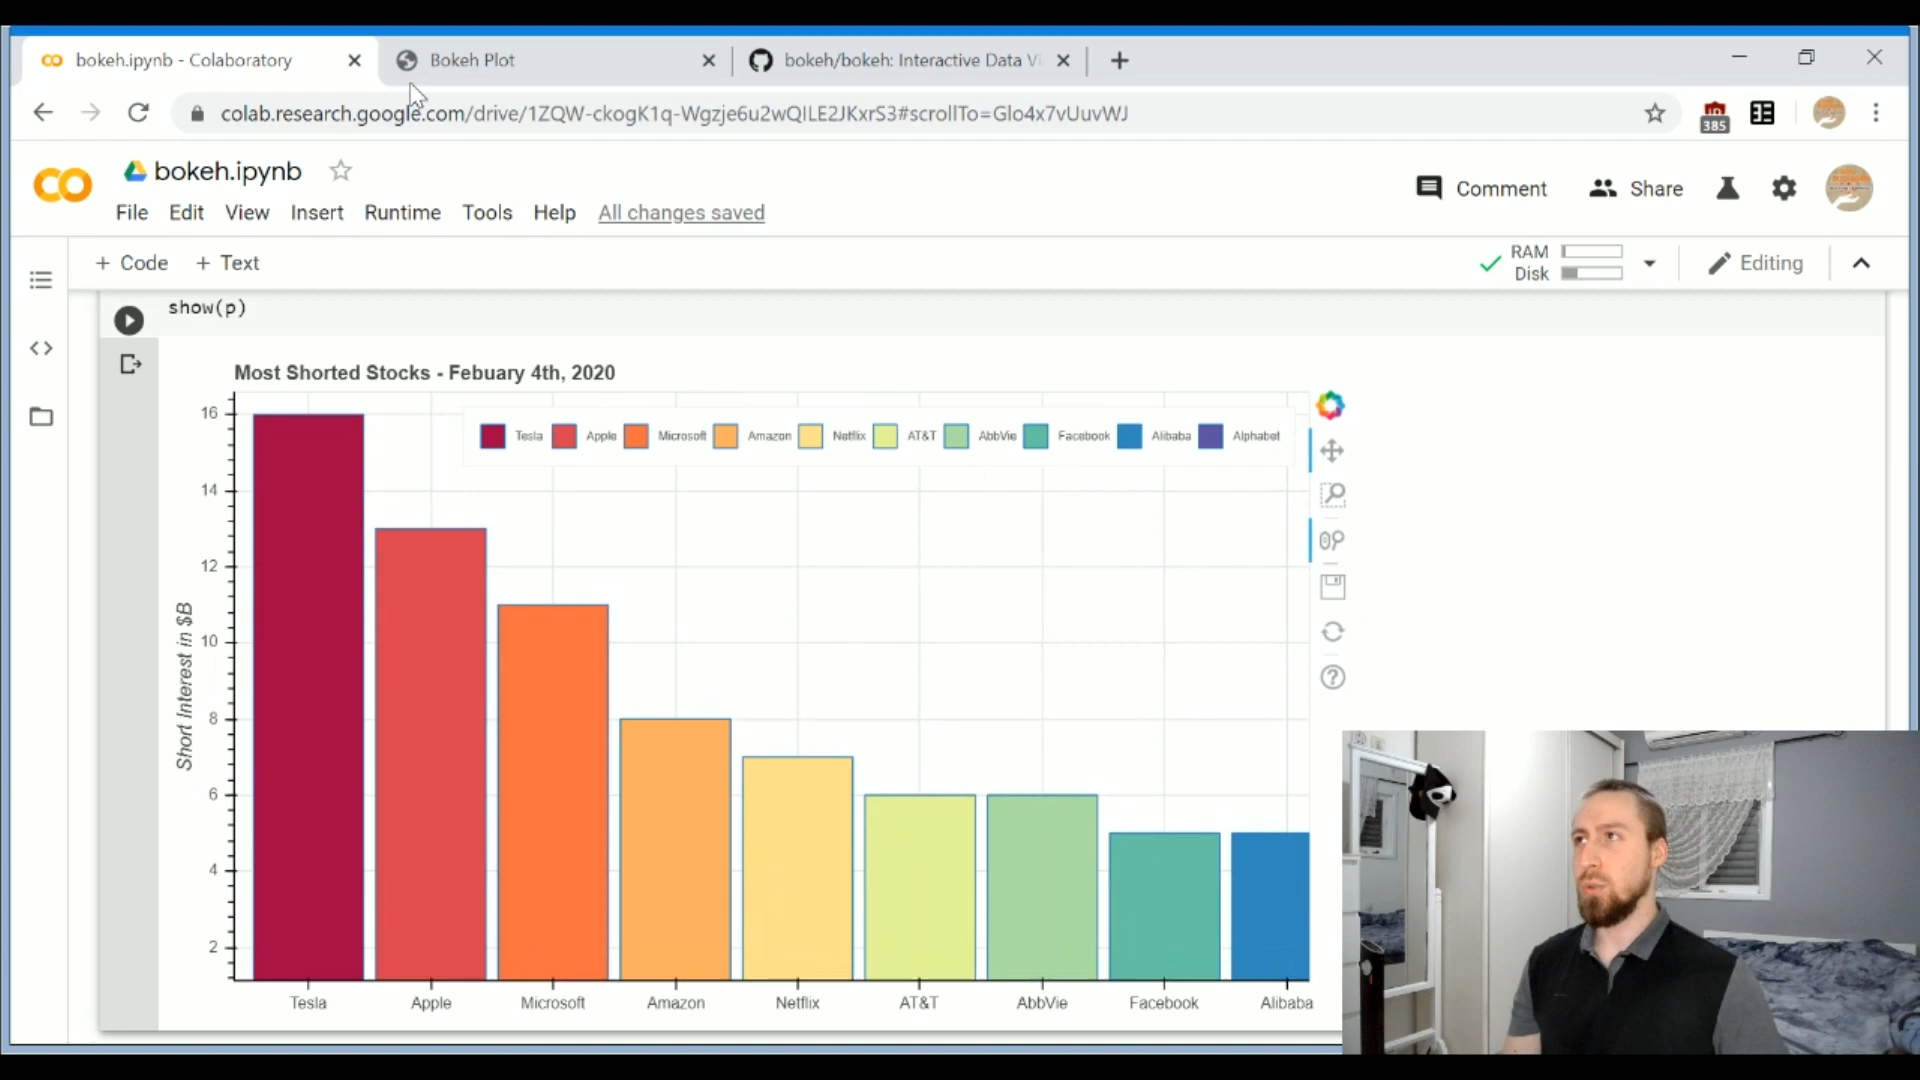 bokeh.ipynb - Colaboratory
Bokeh Plot
bokeh/bokeh: Interactive Data Vi
colab.research.google.com/drive/1ZQW-ckogK1q-Wgzje6u2wQILE2JKxrS3#scrollTo=Glo4x7vUuvWJ
385
bokeh.ipynb
Comment Share
File Edit View Insert Runtime Tools Help All changes saved
+ Code + Text
RAM
Disk
Editing
show(p)
Most Shorted Stocks - Febuary 4th, 2020
Tesla Apple Microsoft Amazon Netflix AT&T AbbVie Facebook Alibaba Alphabet
16
14
12
10
8
6
4
2
Short Interest in $B
Tesla Apple Microsoft Amazon Netflix AT&T AbbVie Facebook Alibaba